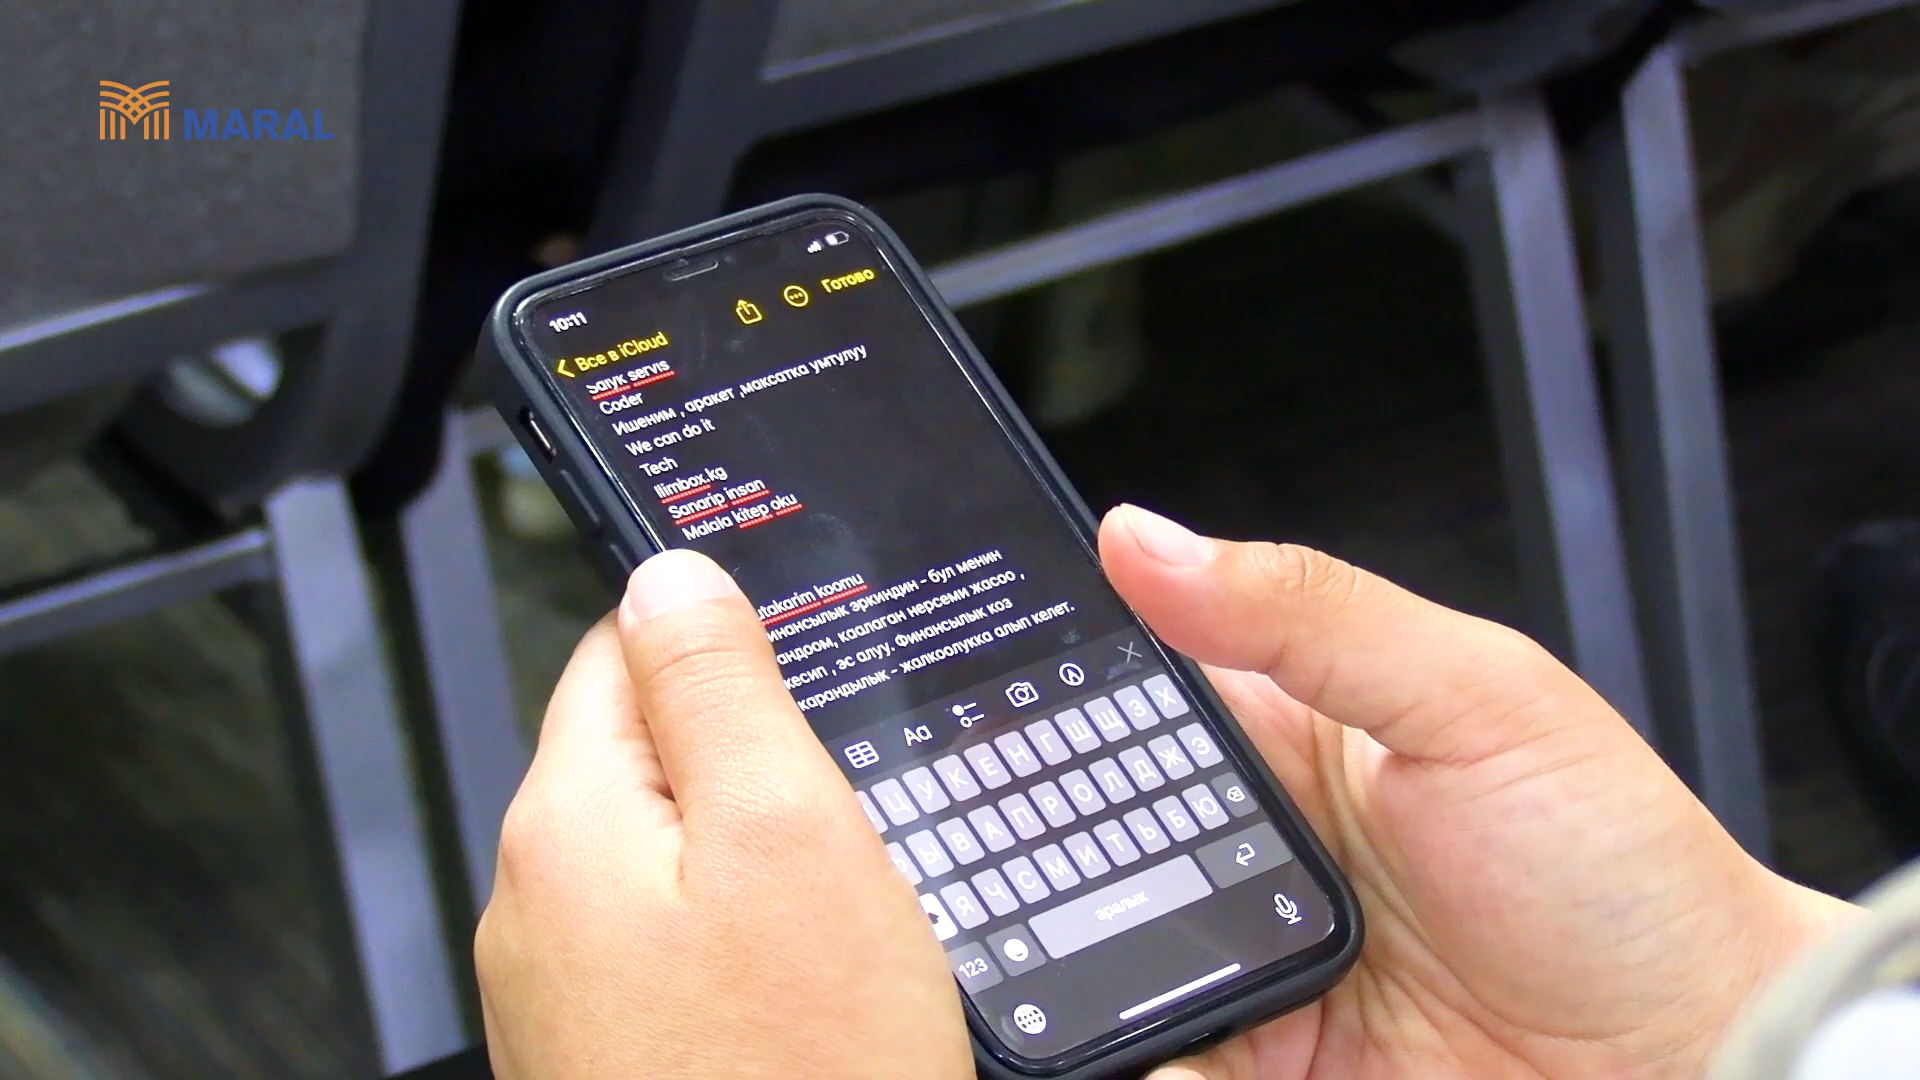 MARAL
10:11
Все в iCloud
Готово
Salyk servis
Coder
Ишеним , аракет ,максатка умтулуу
We can do it
Tech
Ilimbox.kg
Sanarip insan
Malala kitep oku
utakarim koomu
инансылык эркиндин - бул менин
андоом, каалаган нерсеми жасоо ,
кесип , эс алуу. Финансылык коз
карандылык - жалкоолукка алып келет.
Aa
Ц У К Е Н Г Ш Щ З Х
Ы В А П Р О Л Д Ж Э
Я Ч С М И Т Ь Б Ю
123
аралык